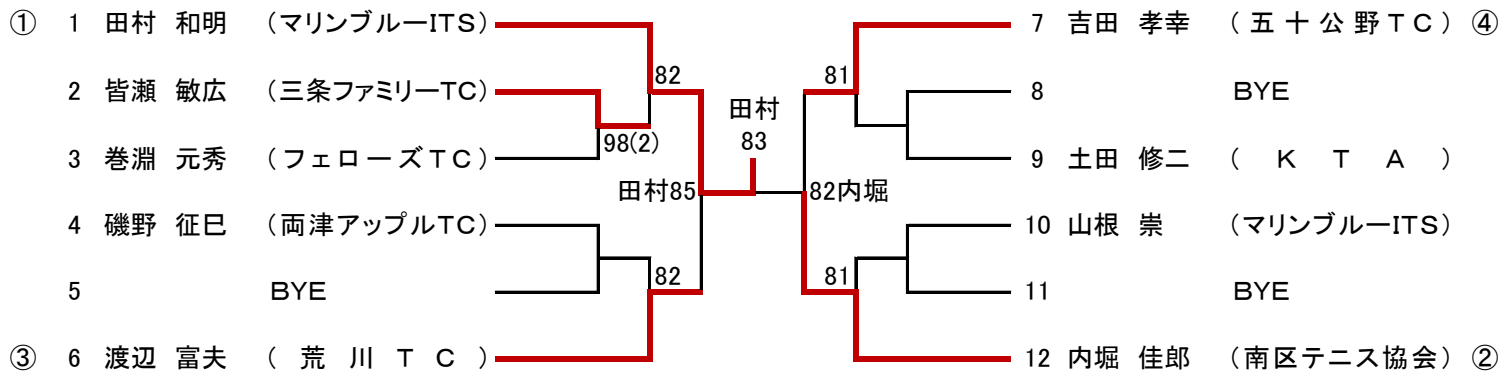 ① 1 田村 和明 (マリンブルーITS)
2 皆瀬 敏広 (三条ファミリーTC)
3 巻淵 元秀 (フェローズTC)
4 磯野 征巳 (両津アップルTC)
5 BYE
③ 6 渡辺 富夫 (荒川TC)
82
98(2)
田村85
82
田村
83
81
82内堀
81
7 吉田 孝幸 (五十公野TC) ④
8 BYE
9 土田 修二 (KTA)
10 山根 崇 (マリンブルーITS)
11 BYE
12 内堀 佳郎 (南区テニス協会) ②